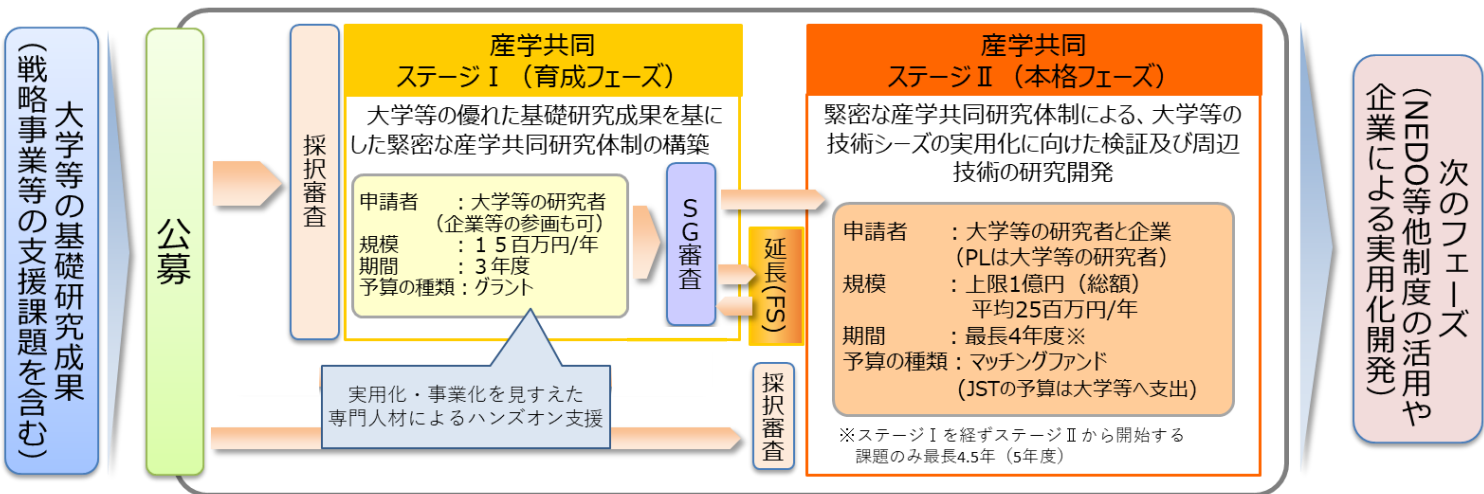 大学等の基礎研究成果
(戦略事業等の支援課題を含む)
公募
採択審査
産学共同
ステージⅠ（育成フェーズ）
大学等の優れた基礎研究成果を基に
した緊密な産学共同研究体制の構築
申請者　：大学等の研究者
(企業等の参画も可)
規模　：１５百万円/年
期間　：３年度
予算の種類：グラント
実用化・事業化を見すえた
専門人材によるハンズオン支援
SG審査
延長(FS)
採択審査
産学共同
ステージⅡ（本格フェーズ）
緊密な産学共同研究体制による、大学等の
技術シーズの実用化に向けた検証及び周辺
技術の研究開発
申請者　：大学等の研究者と企業
(PLは大学等の研究者)
規模　：上限1億円（総額）
平均25百万円/年
期間　：最長4年度※
予算の種類：マッチングファンド
(JSTの予算は大学等へ支出)
※ステージⅠを経ずステージⅡから開始する
課題のみ最長4.5年（5年度）
次のフェーズ
(NEDO等他制度の活用や
企業による実用化開発)